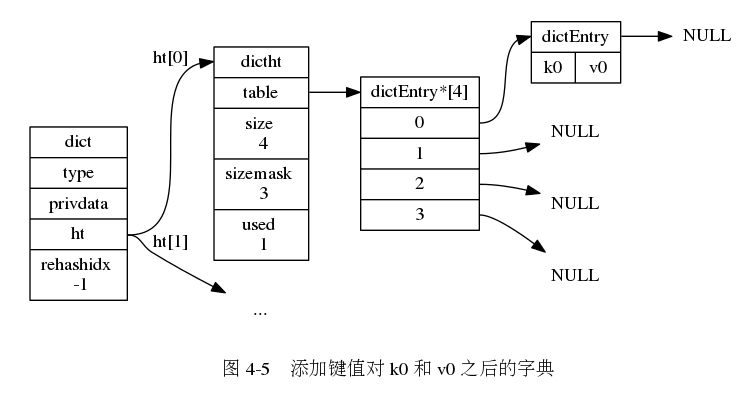 dict
type
privdata
ht
rehashidx
-1
ht[0]
ht[1]
dictht
table
size
4
sizemask
3
used
1
...
dictEntry*[4]
0
1
2
3
dictEntry
k0 v0
NULL
NULL
NULL
NULL
图 4-5 添加键值对 k0 和 v0 之后的字典